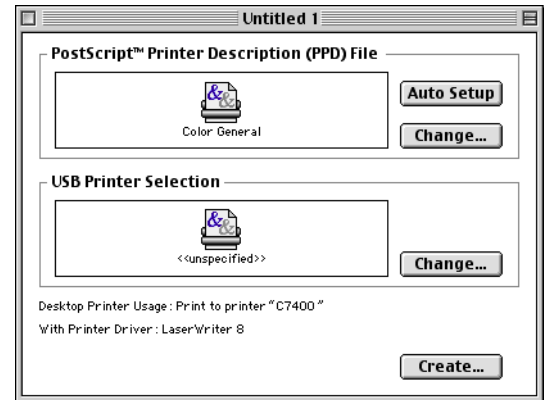 Untitled 1
PostScript™ Printer Description (PPD) File
Auto Setup
Color General
Change...
USB Printer Selection
<<unspecified>>
Change...
Desktop Printer Usage: Print to printer "C7400 "
With Printer Driver: LaserWriter 8
Create...